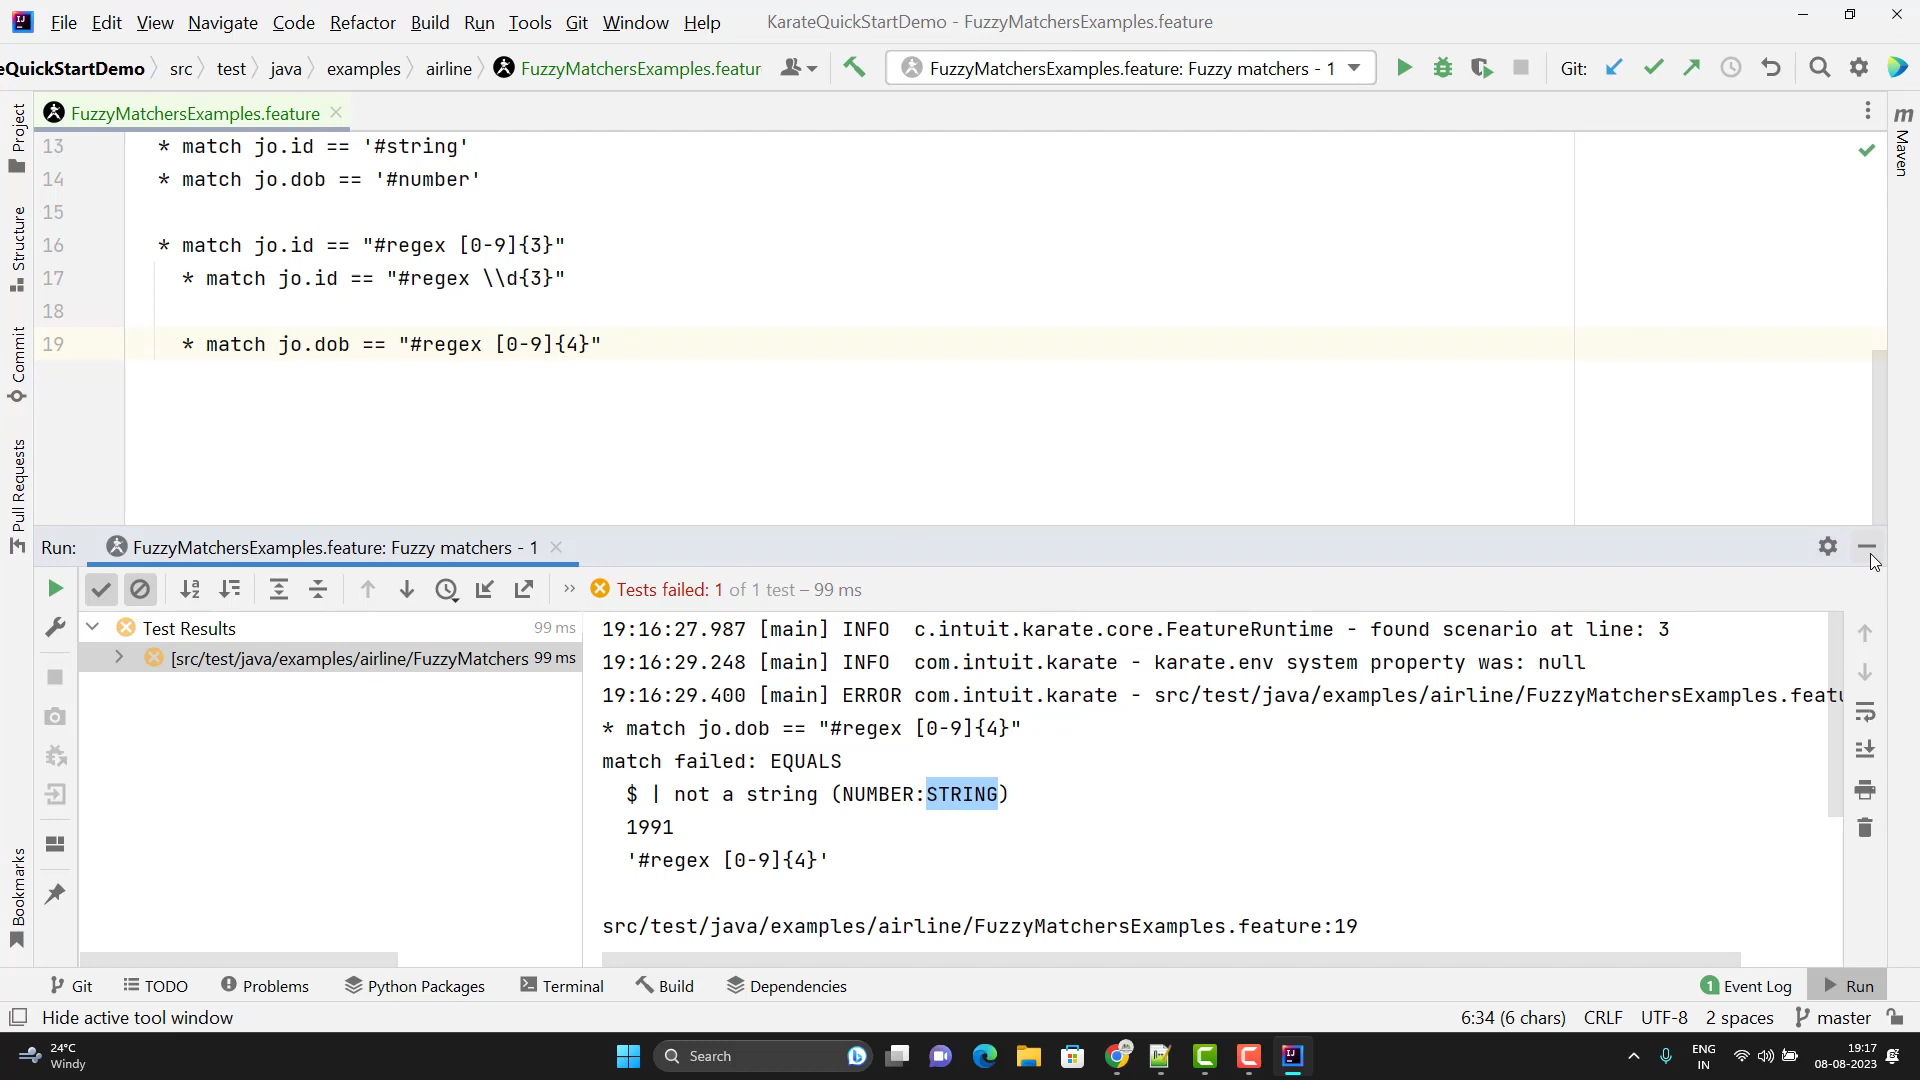 File Edit View Navigate Code Refactor Build Run Tools Git Window Help KarateQuickStartDemo - FuzzyMatchersExamples.feature
eQuickStartDemo src test java examples airline FuzzyMatchersExamples.featur FuzzyMatchersExamples.feature: Fuzzy matchers - 1 Git:
FuzzyMatchersExamples.feature
Project
Structure
Commit
Pull Requests
Bookmarks
m Maven
13 * match jo.id == '#string'
14 * match jo.dob == '#number'
15
16 * match jo.id == "#regex [0-9]{3}"
17 * match jo.id == "#regex \\d{3}"
18
19 * match jo.dob == "#regex [0-9]{4}"
Run: FuzzyMatchersExamples.feature: Fuzzy matchers - 1
Tests failed: 1 of 1 test – 99 ms
Test Results 99 ms
[src/test/java/examples/airline/FuzzyMatchers 99 ms
19:16:27.987 [main] INFO c.intuit.karate.core.FeatureRuntime - found scenario at line: 3
19:16:29.248 [main] INFO com.intuit.karate - karate.env system property was: null
19:16:29.400 [main] ERROR com.intuit.karate - src/test/java/examples/airline/FuzzyMatchersExamples.featu
* match jo.dob == "#regex [0-9]{4}"
match failed: EQUALS
$ | not a string (NUMBER:STRING)
1991
'#regex [0-9]{4}'
src/test/java/examples/airline/FuzzyMatchersExamples.feature:19
Git TODO Problems Python Packages Terminal Build Dependencies 1 Event Log Run
Hide active tool window 6:34 (6 chars) CRLF UTF-8 2 spaces master
24°C
Windy
Search
ENG
IN
19:17
08-08-2023